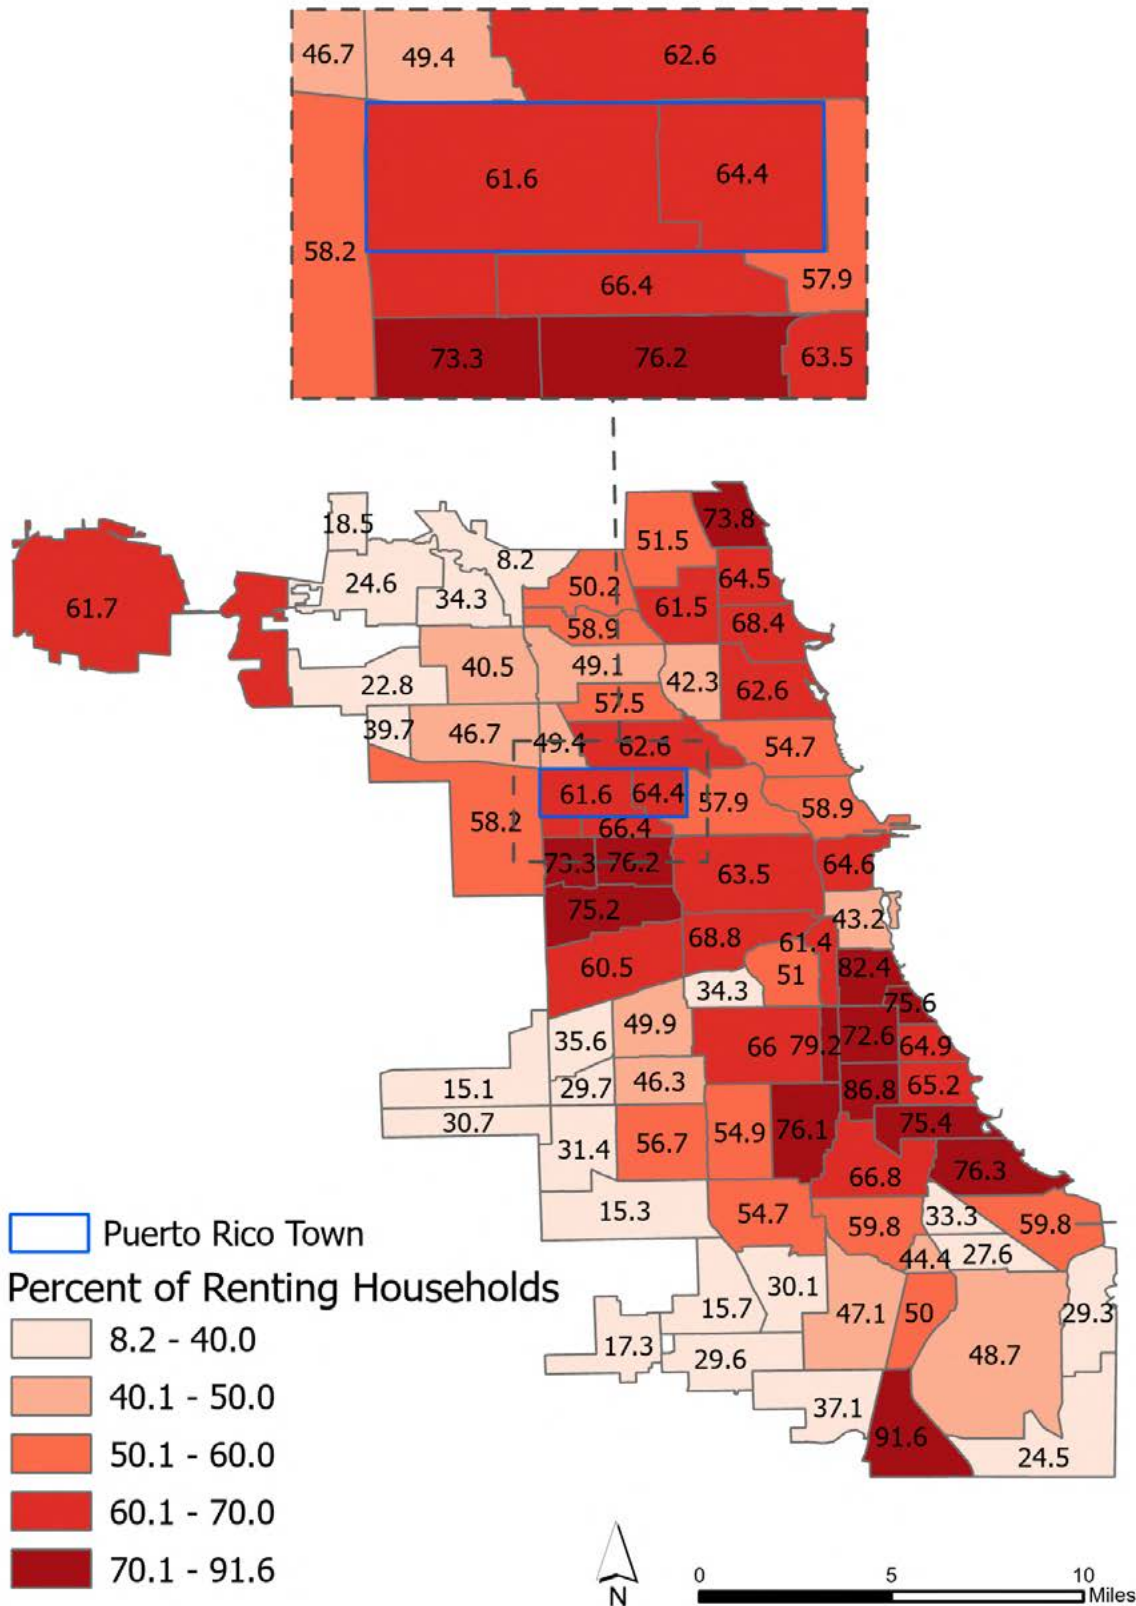 46.7 49.4 62.6
61.6 64.4
58.2
66.4 57.9
73.3 76.2 63.5
18.5 73.8
51.5
8.2
24.6 50.2 64.5
34.3
61.7 61.5
58.9 68.4
40.5 49.1
22.8 42.3 62.6
57.5
39.7 46.7 49.4 62.6 54.7
61.6 64.4 57.9 58.9
58.2 66.4
73.3 76.2 63.5 64.6
75.2 43.2
68.8 61.4
60.5 51 82.4
34.3 75.6
35.6 49.9 66 79.2 72.6 64.9
15.1 29.7 46.3 86.8 65.2
30.7 31.4 56.7 54.9 76.1 75.4
66.8 76.3
15.3 54.7 59.8 33.3 59.8
44.4 27.6
15.7 30.1 47.1 50 29.3
17.3 29.6 48.7
37.1 91.6 24.5
Puerto Rico Town
Percent of Renting Households
8.2 - 40.0
40.1 - 50.0
50.1 - 60.0
60.1 - 70.0
70.1 - 91.6
N
0 5 10
Miles